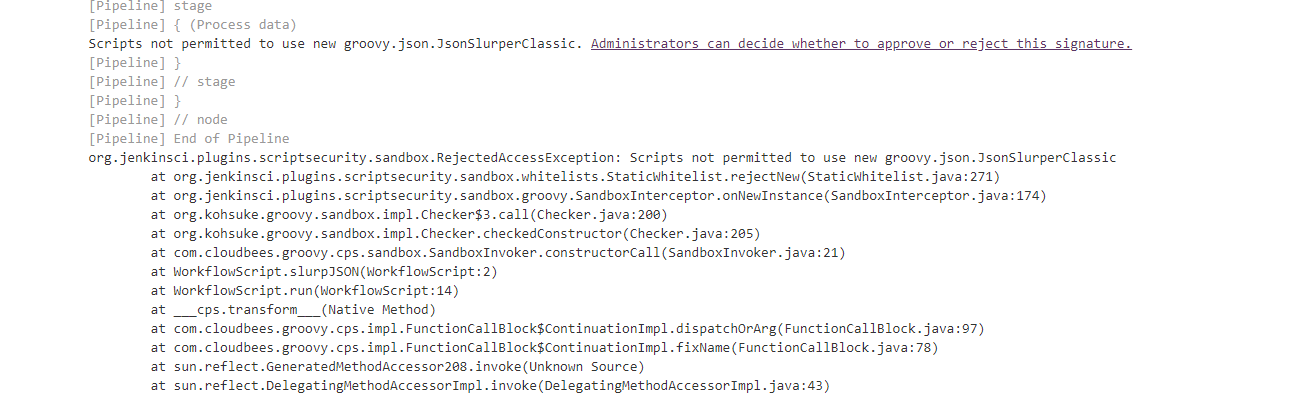 [Pipeline] stage
[Pipeline] { (Process data)
Scripts not permitted to use new groovy.json.JsonSlurperClassic. Administrators can decide whether to approve or reject this signature.
[Pipeline] }
[Pipeline] // stage
[Pipeline] }
[Pipeline] // node
[Pipeline] End of Pipeline
org.jenkinsci.plugins.scriptsecurity.sandbox.RejectedAccessException: Scripts not permitted to use new groovy.json.JsonSlurperClassic
at org.jenkinsci.plugins.scriptsecurity.sandbox.whitelists.StaticWhitelist.rejectNew(StaticWhitelist.java:271)
at org.jenkinsci.plugins.scriptsecurity.sandbox.groovy.SandboxInterceptor.onNewInstance(SandboxInterceptor.java:174)
at org.kohsuke.groovy.sandbox.impl.Checker$3.call(Checker.java:200)
at org.kohsuke.groovy.sandbox.impl.Checker.checkedConstructor(Checker.java:205)
at com.cloudbees.groovy.cps.sandbox.SandboxInvoker.constructorCall(SandboxInvoker.java:21)
at WorkflowScript.slurpJSON(WorkflowScript:2)
at WorkflowScript.run(WorkflowScript:14)
at ___cps.transform___(Native Method)
at com.cloudbees.groovy.cps.impl.FunctionCallBlock$ContinuationImpl.dispatchOrArg(FunctionCallBlock.java:97)
at com.cloudbees.groovy.cps.impl.FunctionCallBlock$ContinuationImpl.fixName(FunctionCallBlock.java:78)
at sun.reflect.GeneratedMethodAccessor208.invoke(Unknown Source)
at sun.reflect.DelegatingMethodAccessorImpl.invoke(DelegatingMethodAccessorImpl.java:43)